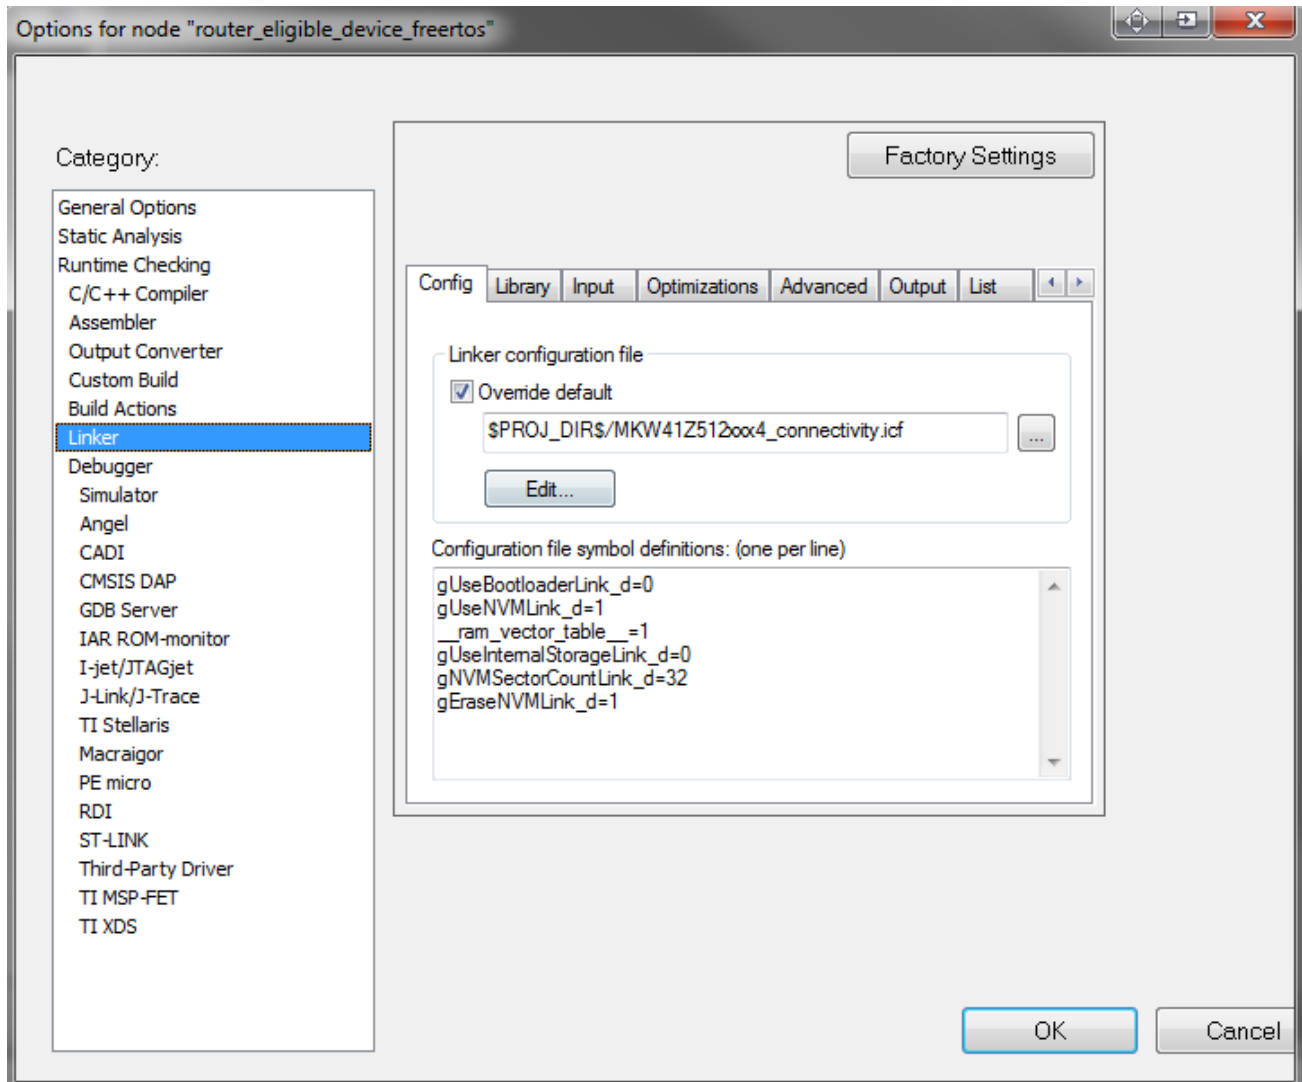 Options for node "router_eligible_device_freertos"
Category:
General Options
Static Analysis
Runtime Checking
C/C++ Compiler
Assembler
Output Converter
Custom Build
Build Actions
Linker
Debugger
Simulator
Angel
CADI
CMSIS DAP
GDB Server
IAR ROM-monitor
I-jet/JTAGjet
J-Link/J-Trace
TI Stellaris
Macraigor
PE micro
RDI
ST-LINK
Third-Party Driver
TI MSP-FET
TI XDS
Factory Settings
Config Library Input Optimizations Advanced Output List
Linker configuration file
Override default
$PROJ_DIR$/MKW41Z512xxx4_connectivity.icf
...
Edit...
Configuration file symbol definitions: (one per line)
gUseBootloaderLink_d=0
gUseNVMLink_d=1
__ram_vector_table__=1
gUseInternalStorageLink_d=0
gNVMSectorCountLink_d=32
gEraseNVMLink_d=1
OK Cancel